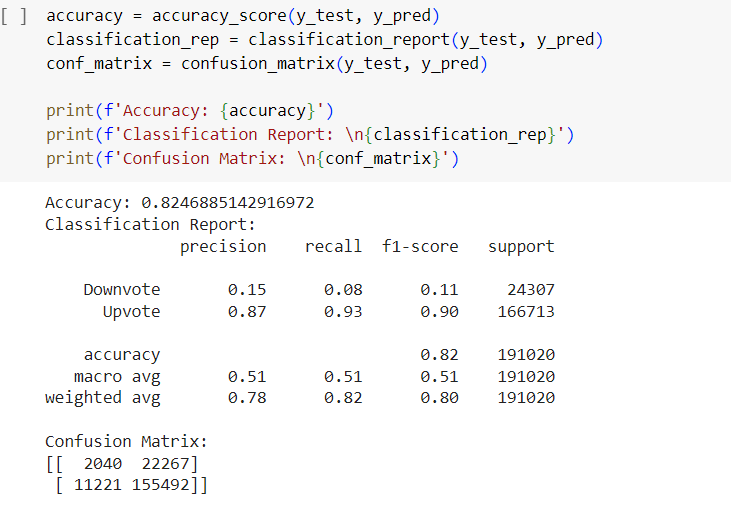 [ ] accuracy = accuracy_score(y_test, y_pred)
classification_rep = classification_report(y_test, y_pred)
conf_matrix = confusion_matrix(y_test, y_pred)
print(f'Accuracy: {accuracy}')
print(f'Classification Report: \n{classification_rep}')
print(f'Confusion Matrix: \n{conf_matrix}')
Accuracy: 0.8246885142916972
Classification Report:
precision recall f1-score support
Downvote 0.15 0.08 0.11 24307
Upvote 0.87 0.93 0.90 166713
accuracy 0.82 191020
macro avg 0.51 0.51 0.51 191020
weighted avg 0.78 0.82 0.80 191020
Confusion Matrix:
[[ 2040 22267]
[ 11221 155492]]